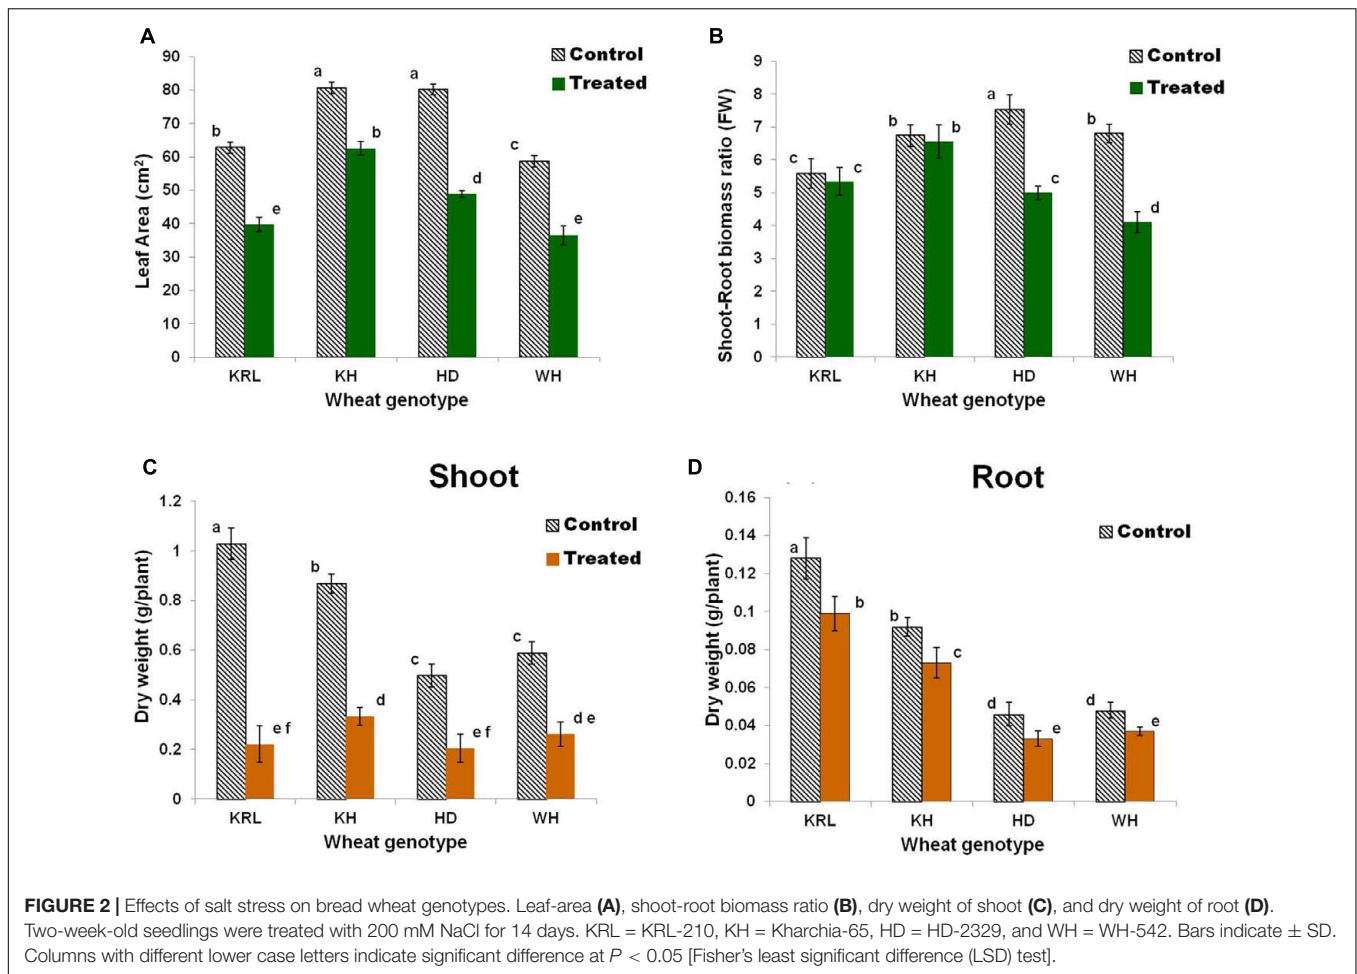 A
90
80
70
60
50
40
30
20
10
0
Leaf Area (cm²)
Control
Treated
b
e
a
b
a
d
c
e
KRL KH HD WH
Wheat genotype
B
9
8
7
6
5
4
3
2
1
0
Shoot-Root biomass ratio (FW)
Control
Treated
c
c
b
b
a
c
b
d
KRL KH HD WH
Wheat genotype
C
Shoot
1.2
1
0.8
0.6
0.4
0.2
0
Dry weight (g/plant)
Control
Treated
a
e f
b
d
c
e f
c
d e
KRL KH HD WH
Wheat genotype
D
Root
0.16
0.14
0.12
0.1
0.08
0.06
0.04
0.02
0
Dry weight (g/plant)
Control
a
b
b
c
d
e
d
e
KRL KH HD WH
Wheat genotype
FIGURE 2 | Effects of salt stress on bread wheat genotypes. Leaf-area (A), shoot-root biomass ratio (B), dry weight of shoot (C), and dry weight of root (D).
Two-week-old seedlings were treated with 200 mM NaCl for 14 days. KRL = KRL-210, KH = Kharchia-65, HD = HD-2329, and WH = WH-542. Bars indicate ± SD.
Columns with different lower case letters indicate significant difference at P < 0.05 [Fisher's least significant difference (LSD) test].